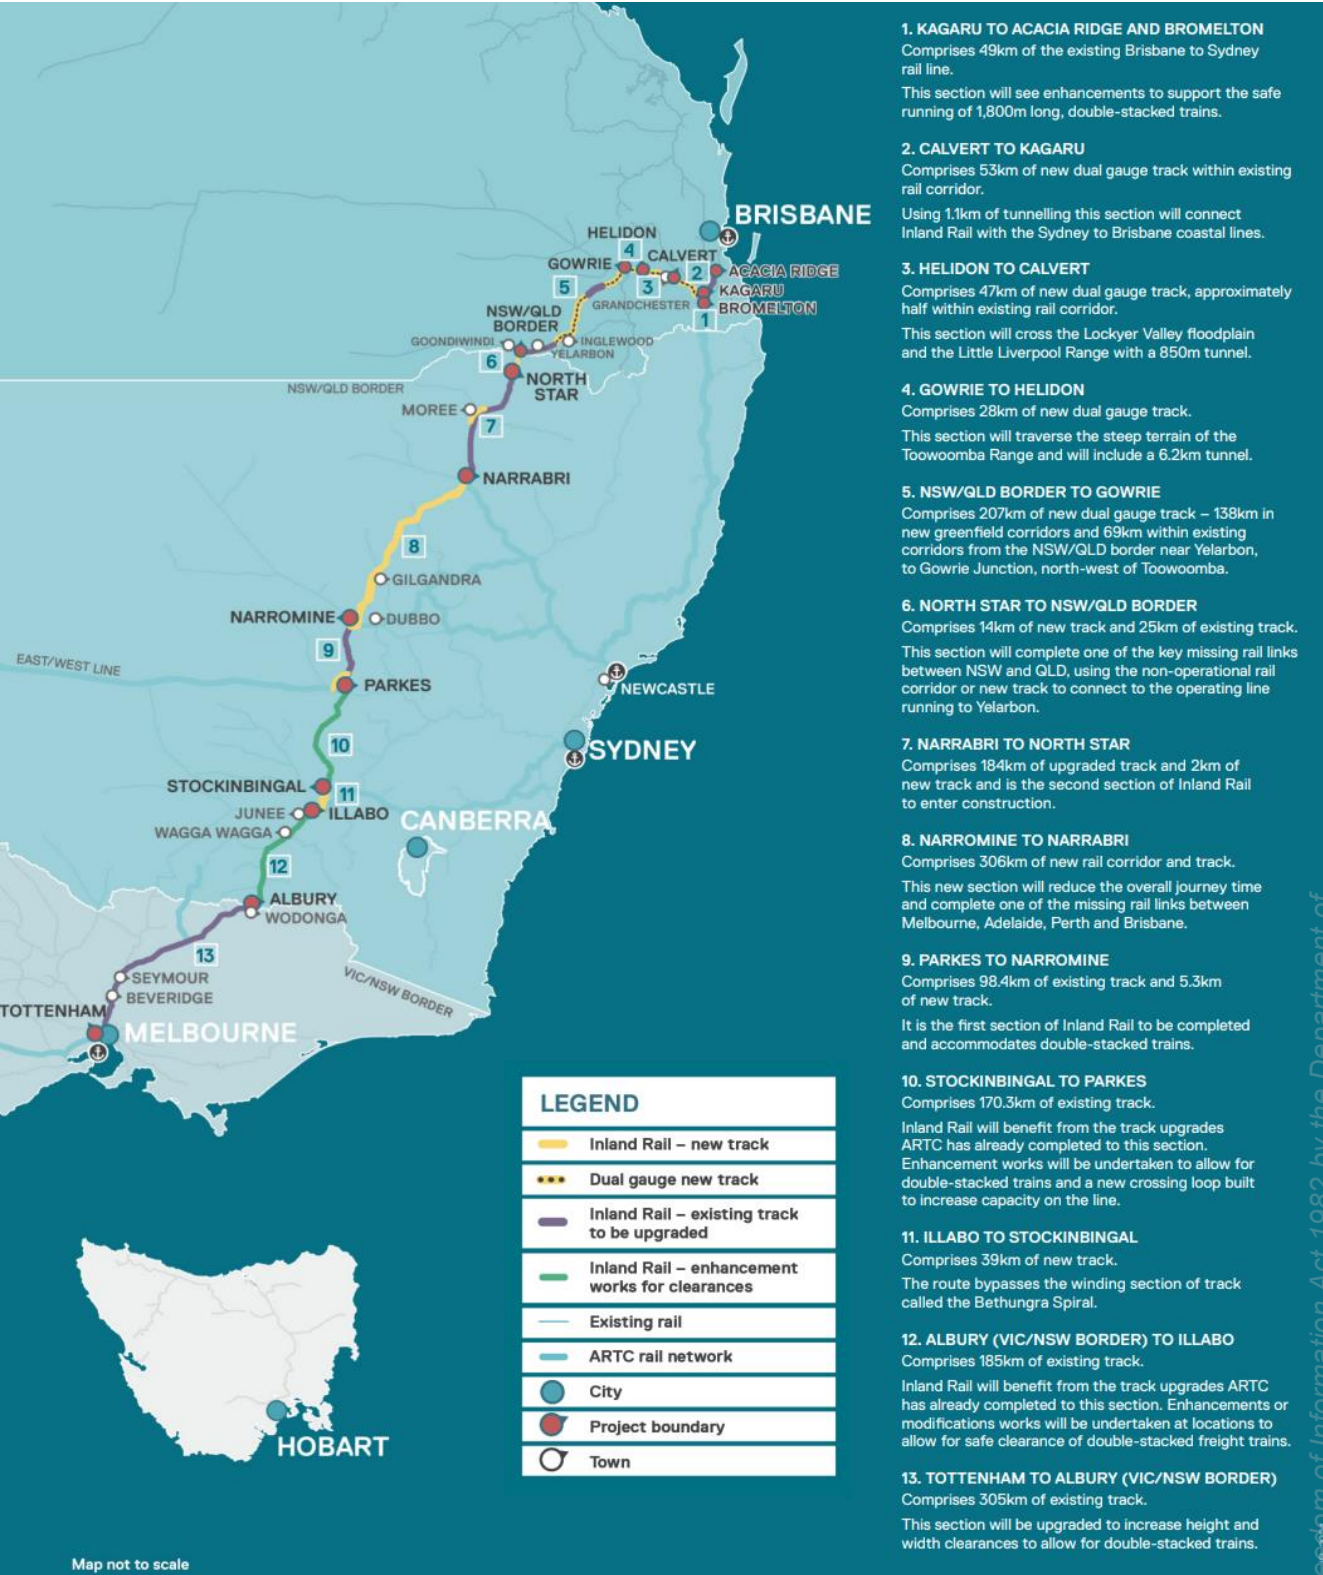 BRISBANE
HELIDON
4
CALVERT
GOWRIE
2
ACACIA RIDGE
5
3
KAGARU
GRANDCHESTER
BROMELTON
NSW/QLD
BORDER
1
GOONDIWINDI
INGLEWOOD
YELARBON
6
NORTH
STAR
NSW/QLD BORDER
MOREE
7
NARRABRI
8
GILGANDRA
NARROMINE
DUBBO
9
EAST/WEST LINE
PARKES
NEWCASTLE
10
SYDNEY
STOCKINBINGAL
11
JUNEE
ILLABO
CANBERRA
WAGGA WAGGA
12
ALBURY
WODONGA
13
SEYMOUR
VIC/NSW BORDER
BEVERIDGE
TOTTENHAM
MELBOURNE
LEGEND
Inland Rail – new track
Dual gauge new track
Inland Rail – existing track
to be upgraded
Inland Rail – enhancement
works for clearances
Existing rail
ARTC rail network
City
Project boundary
Town
HOBART
Map not to scale
1. KAGARU TO ACACIA RIDGE AND BROMELTON
Comprises 49km of the existing Brisbane to Sydney
rail line.
This section will see enhancements to support the safe
running of 1,800m long, double-stacked trains.
2. CALVERT TO KAGARU
Comprises 53km of new dual gauge track within existing
rail corridor.
Using 1.1km of tunnelling this section will connect
Inland Rail with the Sydney to Brisbane coastal lines.
3. HELIDON TO CALVERT
Comprises 47km of new dual gauge track, approximately
half within existing rail corridor.
This section will cross the Lockyer Valley floodplain
and the Little Liverpool Range with a 850m tunnel.
4. GOWRIE TO HELIDON
Comprises 28km of new dual gauge track.
This section will traverse the steep terrain of the
Toowoomba Range and will include a 6.2km tunnel.
5. NSW/QLD BORDER TO GOWRIE
Comprises 207km of new dual gauge track – 138km in
new greenfield corridors and 69km within existing
corridors from the NSW/QLD border near Yelarbon,
to Gowrie Junction, north-west of Toowoomba.
6. NORTH STAR TO NSW/QLD BORDER
Comprises 14km of new track and 25km of existing track.
This section will complete one of the key missing rail links
between NSW and QLD, using the non-operational rail
corridor or new track to connect to the operating line
running to Yelarbon.
7. NARRABRI TO NORTH STAR
Comprises 184km of upgraded track and 2km of
new track and is the second section of Inland Rail
to enter construction.
8. NARROMINE TO NARRABRI
Comprises 306km of new rail corridor and track.
This new section will reduce the overall journey time
and complete one of the missing rail links between
Melbourne, Adelaide, Perth and Brisbane.
9. PARKES TO NARROMINE
Comprises 98.4km of existing track and 5.3km
of new track.
It is the first section of Inland Rail to be completed
and accommodates double-stacked trains.
10. STOCKINBINGAL TO PARKES
Comprises 170.3km of existing track.
Inland Rail will benefit from the track upgrades
ARTC has already completed to this section.
Enhancement works will be undertaken to allow for
double-stacked trains and a new crossing loop built
to increase capacity on the line.
11. ILLABO TO STOCKINBINGAL
Comprises 39km of new track.
The route bypasses the winding section of track
called the Bethungra Spiral.
12. ALBURY (VIC/NSW BORDER) TO ILLABO
Comprises 185km of existing track.
Inland Rail will benefit from the track upgrades ARTC
has already completed to this section. Enhancements or
modifications works will be undertaken at locations to
allow for safe clearance of double-stacked freight trains.
13. TOTTENHAM TO ALBURY (VIC/NSW BORDER)
Comprises 305km of existing track.
This section will be upgraded to increase height and
width clearances to allow for double-stacked trains.
of Information Act 1982 by the Department of